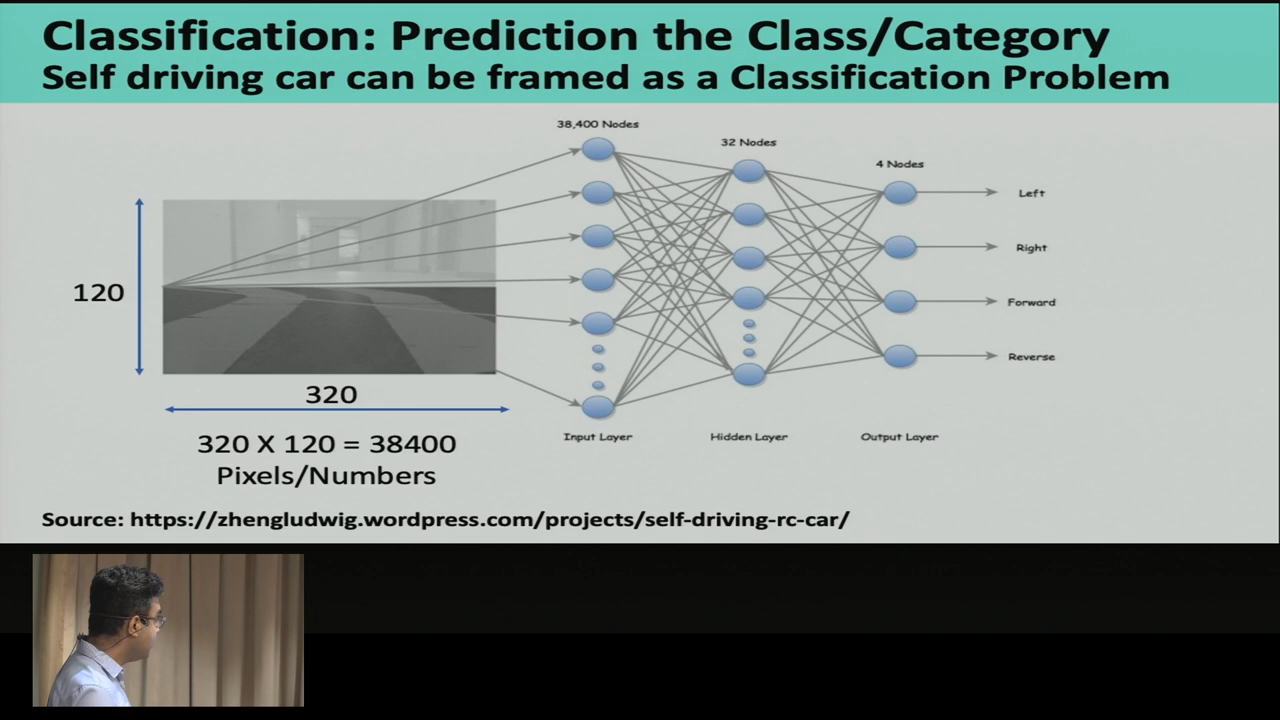 Classification: Prediction the Class/Category
Self driving car can be framed as a Classification Problem
38,400 Nodes
32 Nodes
4 Nodes
Left
Right
Forward
Reverse
120
320
320 X 120 = 38400
Pixels/Numbers
Input Layer
Hidden Layer
Output Layer
Source: https://zhengludwig.wordpress.com/projects/self-driving-rc-car/